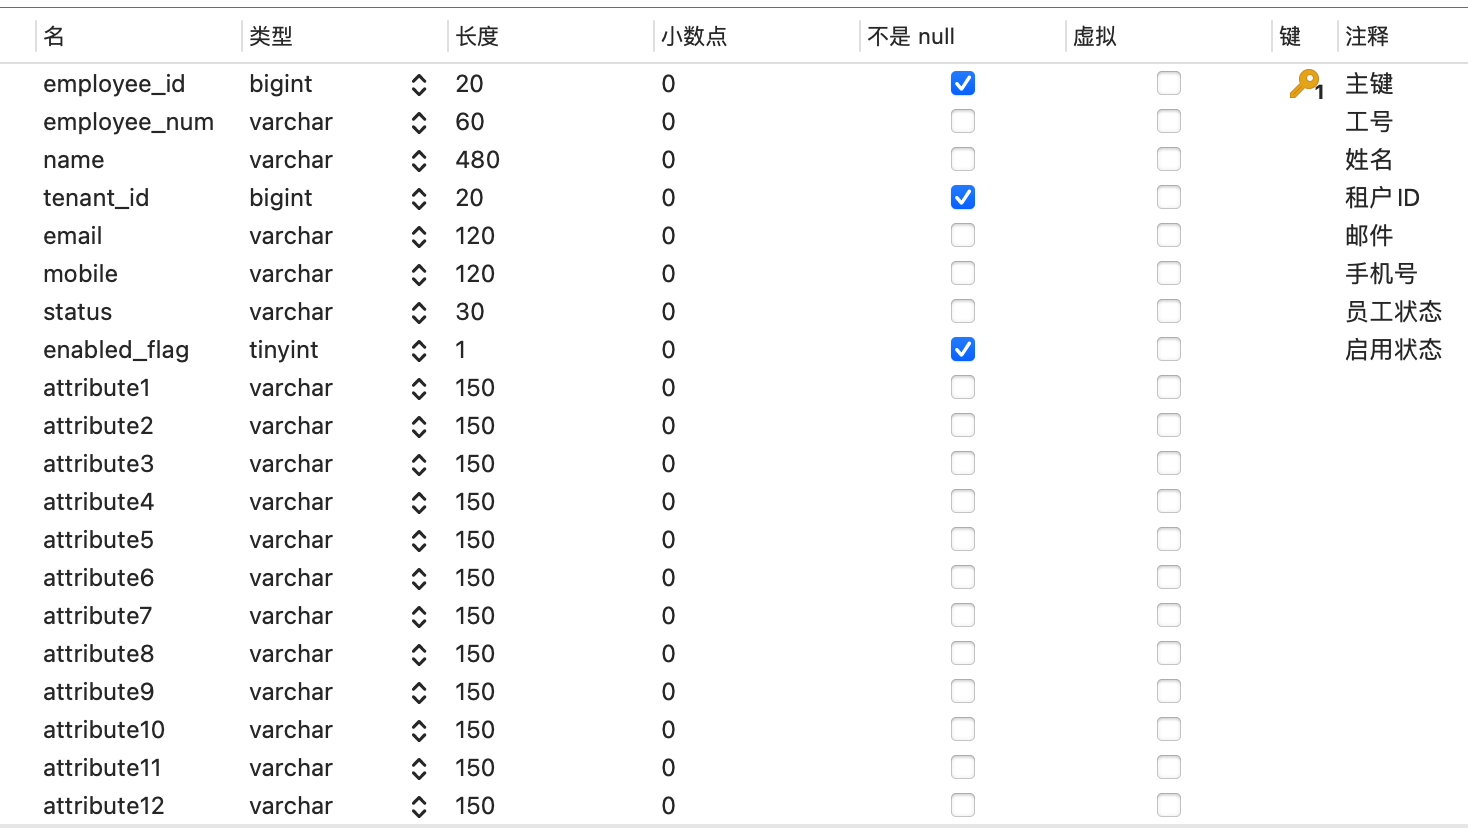 名 类型 长度 小数点 不是 null 虚拟 键 注释
employee_id bigint 20 0 1 主键
employee_num varchar 60 0 工号
name varchar 480 0 姓名
tenant_id bigint 20 0 租户ID
email varchar 120 0 邮件
mobile varchar 120 0 手机号
status varchar 30 0 员工状态
enabled_flag tinyint 1 0 启用状态
attribute1 varchar 150 0
attribute2 varchar 150 0
attribute3 varchar 150 0
attribute4 varchar 150 0
attribute5 varchar 150 0
attribute6 varchar 150 0
attribute7 varchar 150 0
attribute8 varchar 150 0
attribute9 varchar 150 0
attribute10 varchar 150 0
attribute11 varchar 150 0
attribute12 varchar 150 0